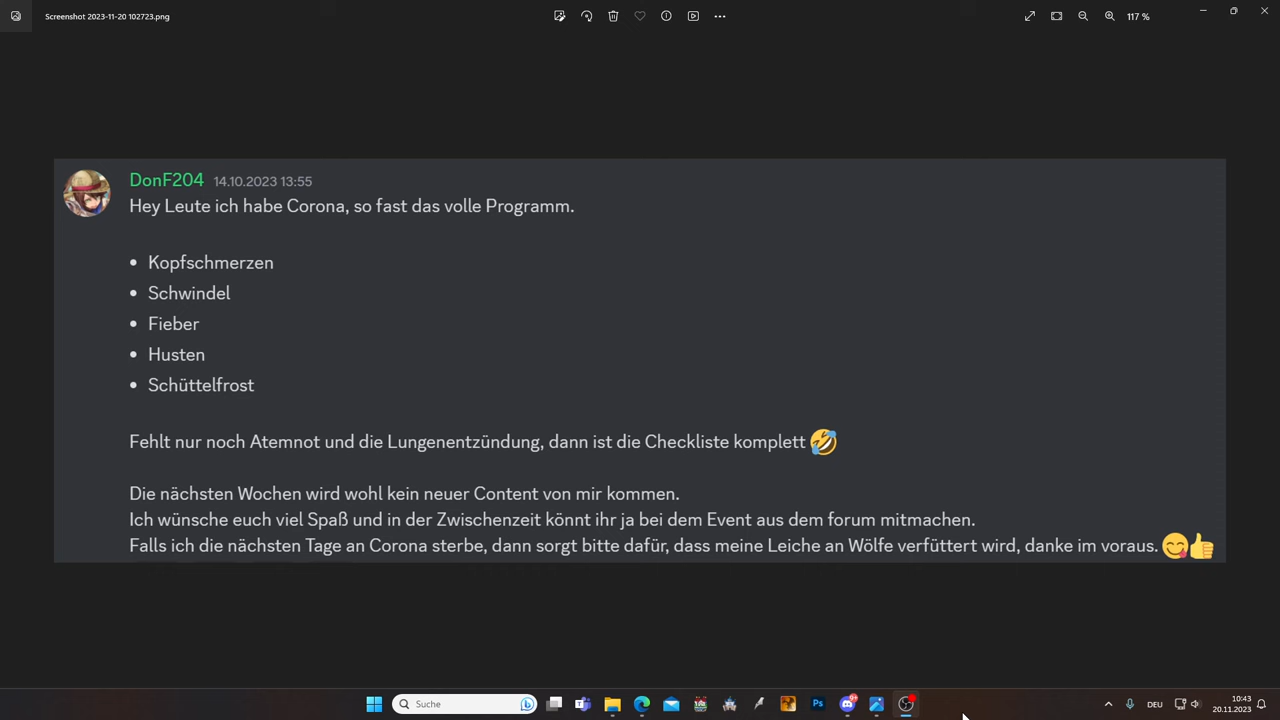 Screenshot 2023-11-20 102723.png
117 %
DonF204 14.10.2023 13:55
Hey Leute ich habe Corona, so fast das volle Programm.
• Kopfschmerzen
• Schwindel
• Fieber
• Husten
• Schüttelfrost
Fehlt nur noch Atemnot und die Lungenentzündung, dann ist die Checkliste komplett 🤣
Die nächsten Wochen wird wohl kein neuer Content von mir kommen.
Ich wünsche euch viel Spaß und in der Zwischenzeit könnt ihr ja bei dem Event aus dem forum mitmachen.
Falls ich die nächsten Tage an Corona sterbe, dann sorgt bitte dafür, dass meine Leiche an Wölfe verfüttert wird, danke im voraus. 😋👍
Suche
Ps
9+
DEU
10:43
20.11.2023